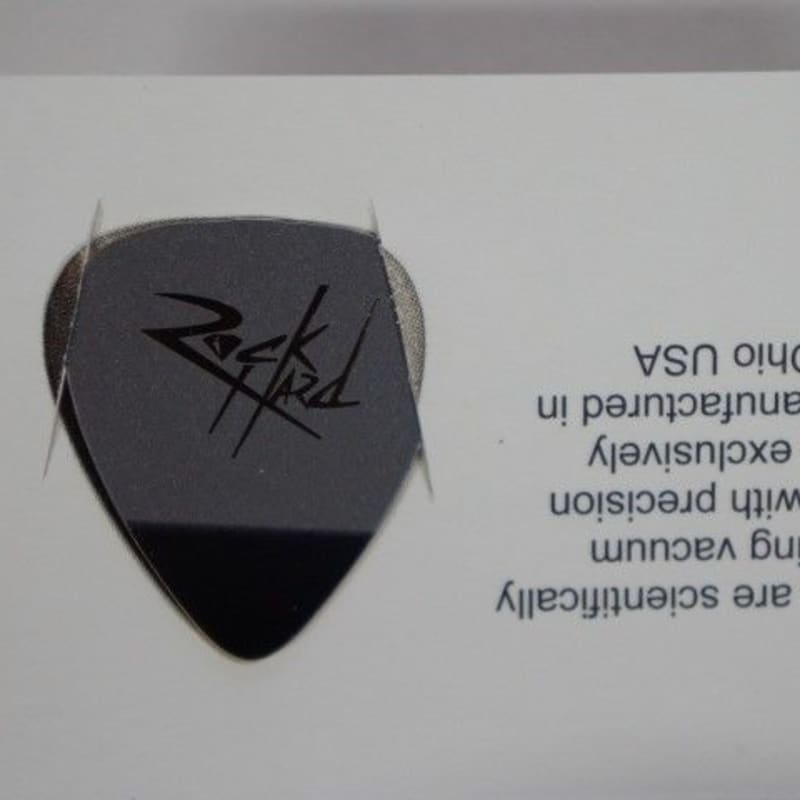 Rock
Hard
are scientifically
ing vacuum
with precision
exclusively
anufactured in
Ohio USA